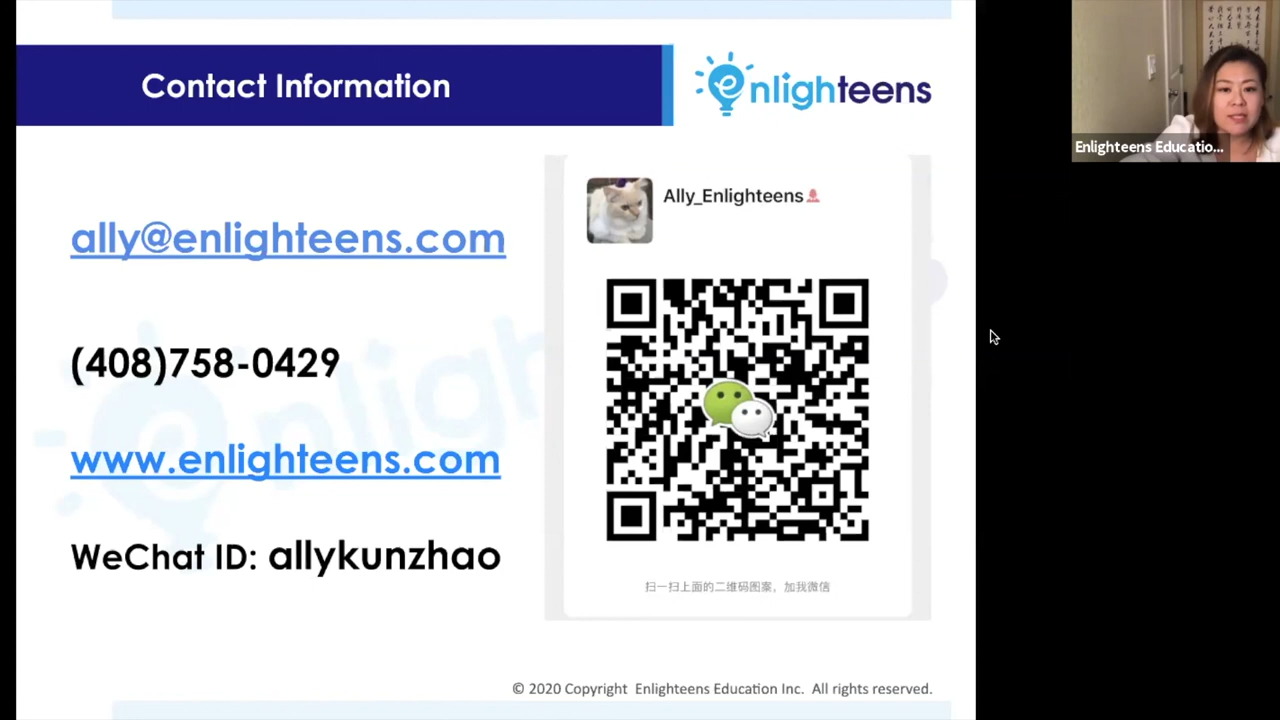 Contact Information
enlighteens
ally@enlighteens.com
(408)758-0429
www.enlighteens.com
WeChat ID: allykunzhao
Ally_Enlighteens
扫一扫上面的二维码图案，加我微信
© 2020 Copyright Enlighteens Education Inc. All rights reserved.
Enlighteens Educatio...